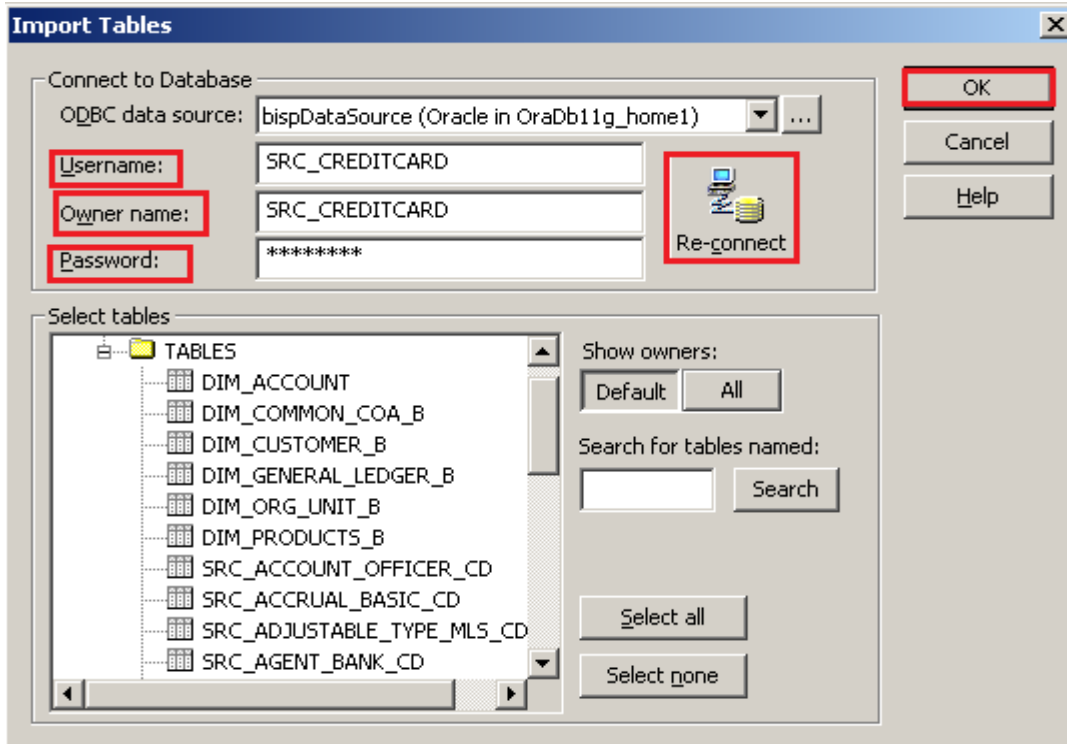 Import Tables
Connect to Database
ODBC data source: bispDataSource (Oracle in OraDb11g_home1) ...
Username: SRC_CREDITCARD
Owner name: SRC_CREDITCARD
Password: ********
Re-connect
OK
Cancel
Help
Select tables
TABLES
DIM_ACCOUNT
DIM_COMMON_COA_B
DIM_CUSTOMER_B
DIM_GENERAL_LEDGER_B
DIM_ORG_UNIT_B
DIM_PRODUCTS_B
SRC_ACCOUNT_OFFICER_CD
SRC_ACCRUAL_BASIC_CD
SRC_ADJUSTABLE_TYPE_MLS_CD
SRC_AGENT_BANK_CD
Show owners:
Default All
Search for tables named:
Search
Select all
Select none